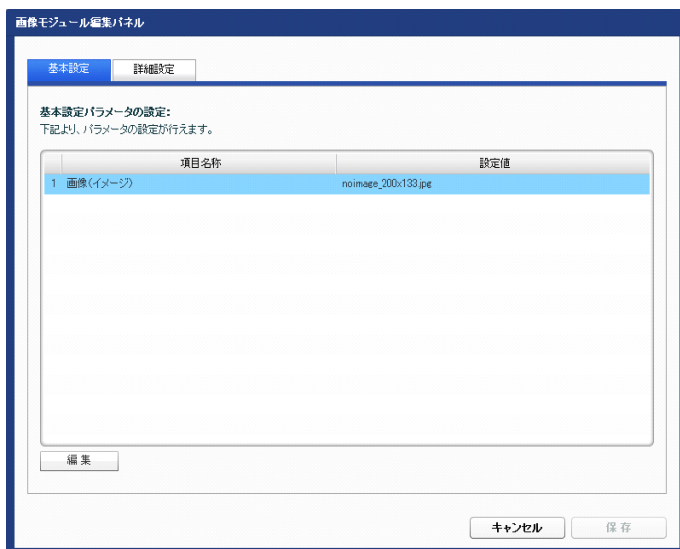 画像モジュール編集パネル
基本設定 詳細設定
基本設定パラメータの設定:
下記より、パラメータの設定が行えます。
項目名称 設定値
1 画像(イメージ) noimage_200x133.jpg
編集
キャンセル 保存